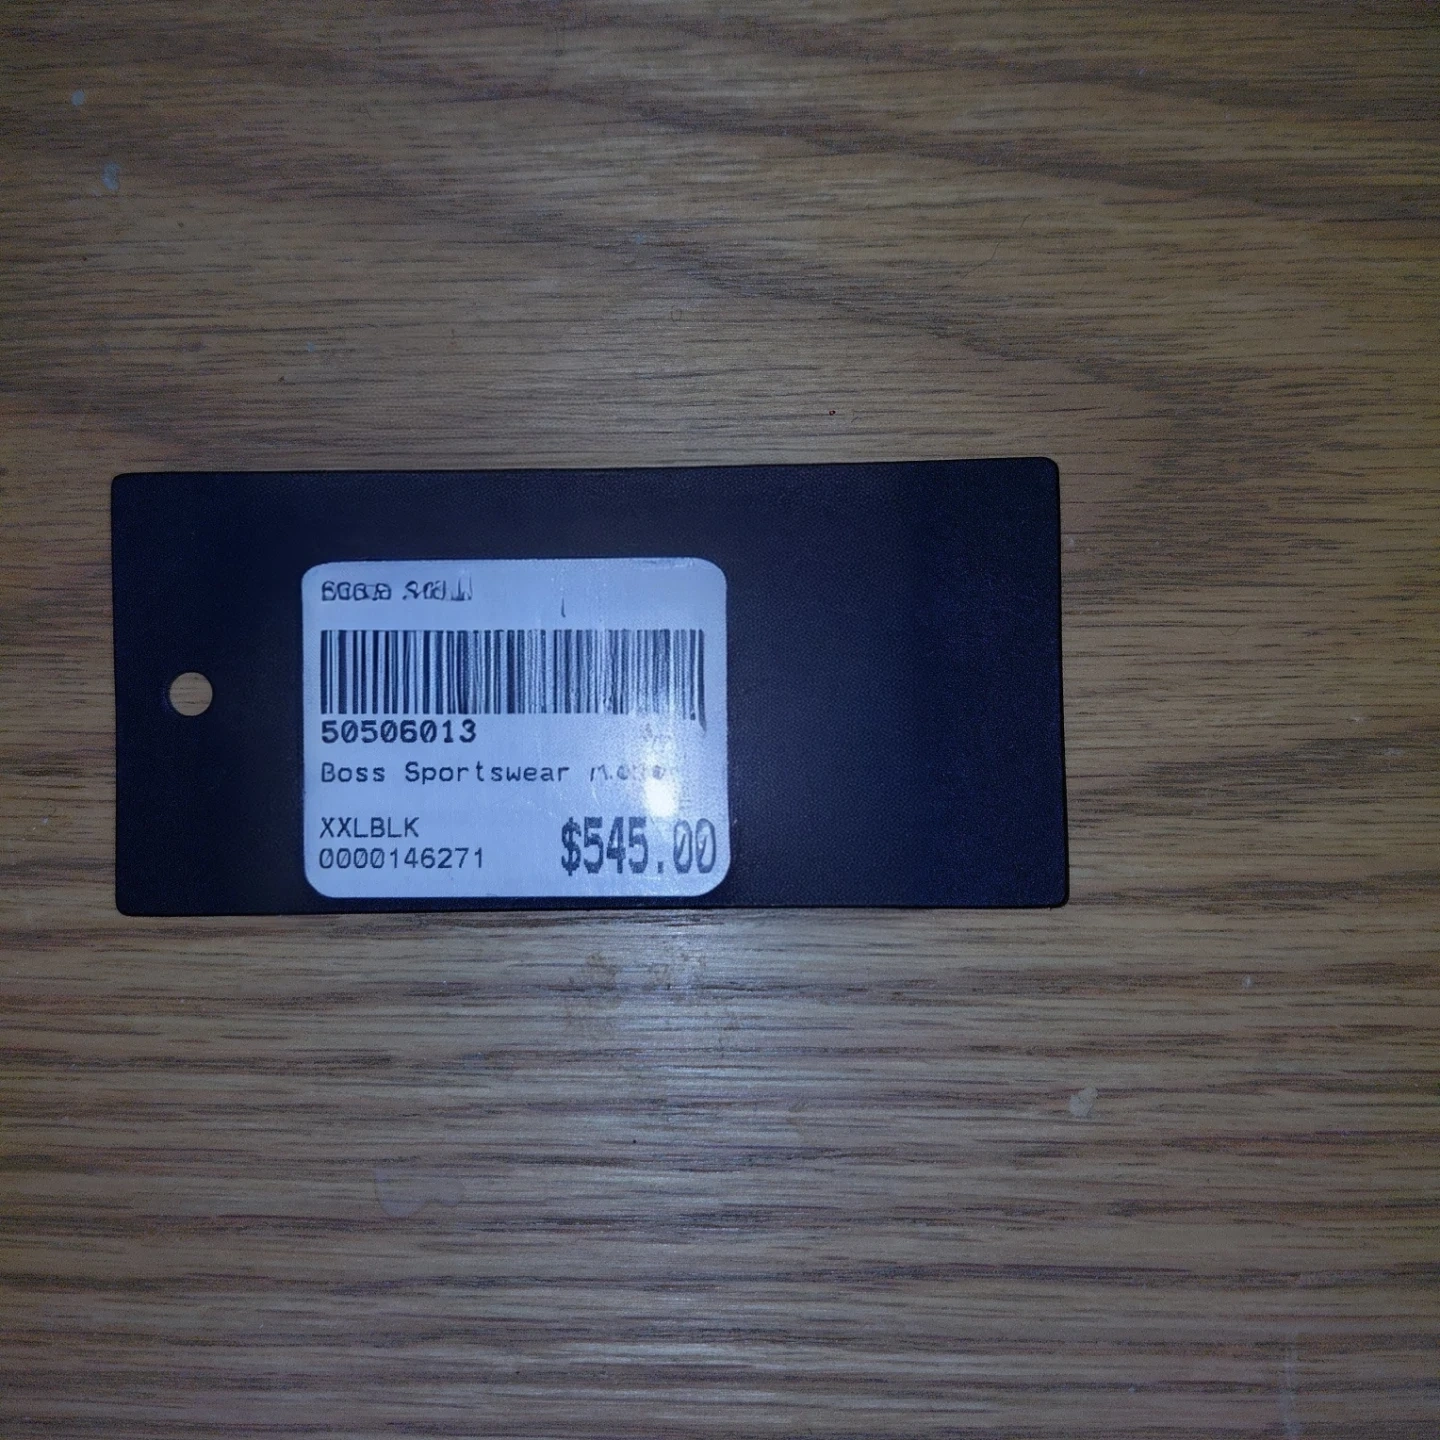 50506013
Boss Sportswear
XXLBLK
0000146271
$545.00